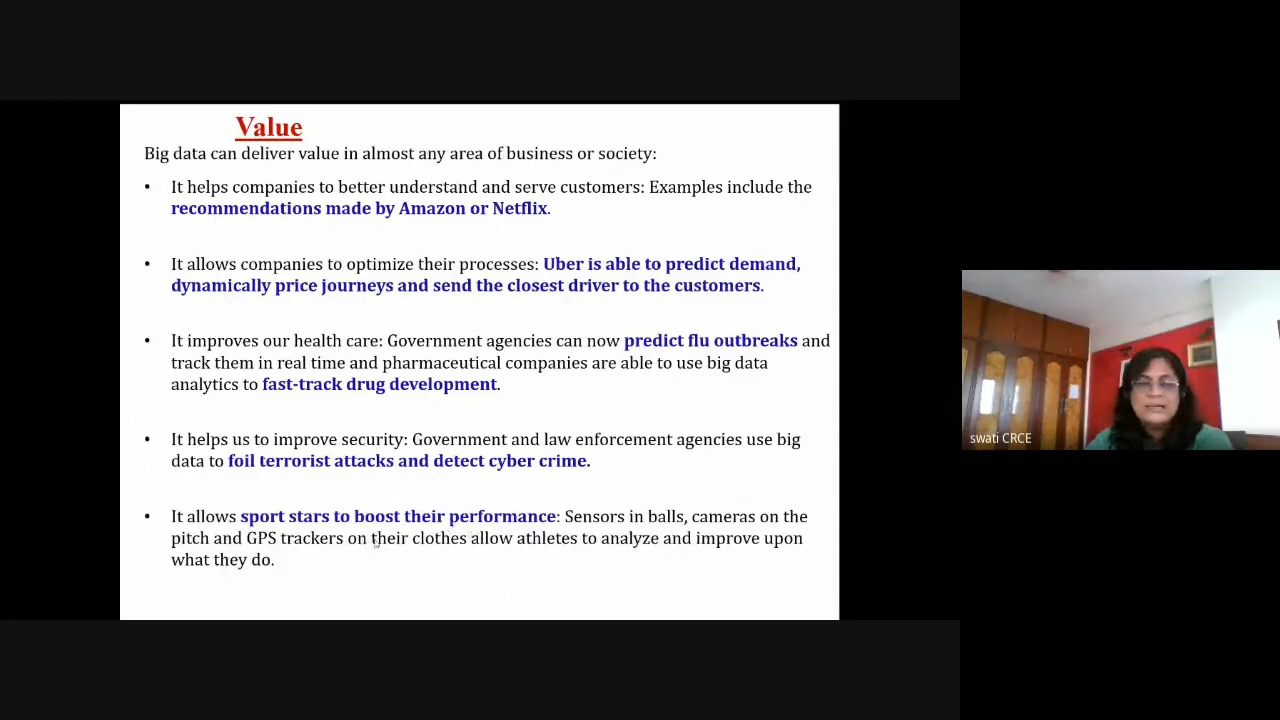 Value
Big data can deliver value in almost any area of business or society:
• It helps companies to better understand and serve customers: Examples include the
recommendations made by Amazon or Netflix.
• It allows companies to optimize their processes: Uber is able to predict demand,
dynamically price journeys and send the closest driver to the customers.
• It improves our health care: Government agencies can now predict flu outbreaks and
track them in real time and pharmaceutical companies are able to use big data
analytics to fast-track drug development.
• It helps us to improve security: Government and law enforcement agencies use big
data to foil terrorist attacks and detect cyber crime.
• It allows sport stars to boost their performance: Sensors in balls, cameras on the
pitch and GPS trackers on their clothes allow athletes to analyze and improve upon
what they do.
swati CRCE